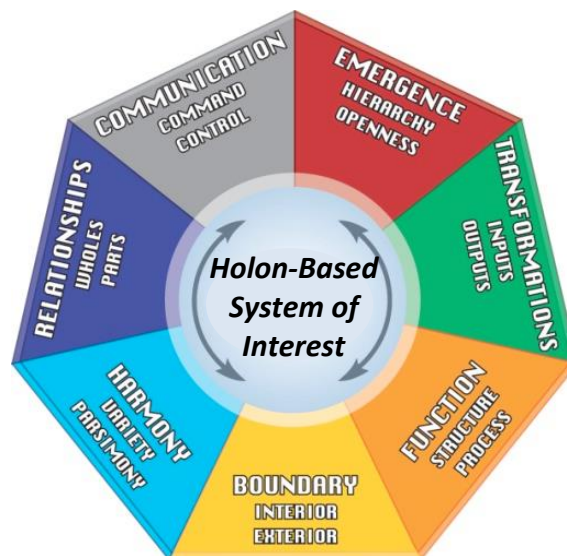 COMMUNICATION
COMMAND
CONTROL
EMERGENCE
HIERARCHY
OPENNESS
TRANSFORMATIONS
INPUTS
OUTPUTS
FUNCTION
STRUCTURE
PROCESS
BOUNDARY
INTERIOR
EXTERIOR
HARMONY
VARIETY
PARSIMONY
RELATIONSHIPS
WHOLES
PARTS
Holon-Based
System of
Interest